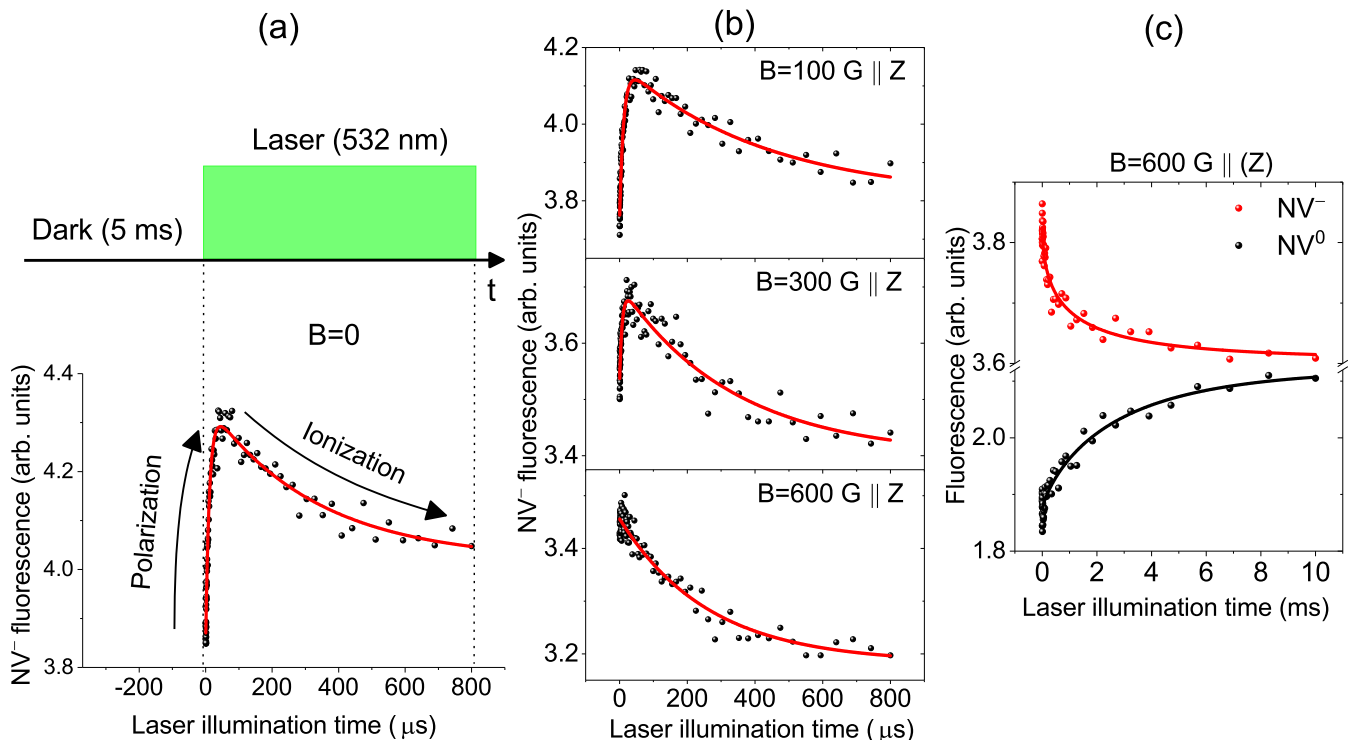 (a)
Laser (532 nm)
Dark (5 ms)
t
B=0
NV⁻ fluorescence (arb. units)
4.4
4.2
4.0
3.8
Polarization
Ionization
-200 0 200 400 600 800
Laser illumination time (μs)
(b)
NV⁻ fluorescence (arb. units)
B=100 G || Z
4.2
4.0
3.8
B=300 G || Z
3.6
3.4
B=600 G || Z
3.4
3.2
0 200 400 600 800
Laser illumination time (μs)
(c)
B=600 G || (Z)
NV⁻
NV⁰
Fluorescence (arb. units)
3.8
3.6
2.0
1.8
0 2 4 6 8 10
Laser illumination time (ms)